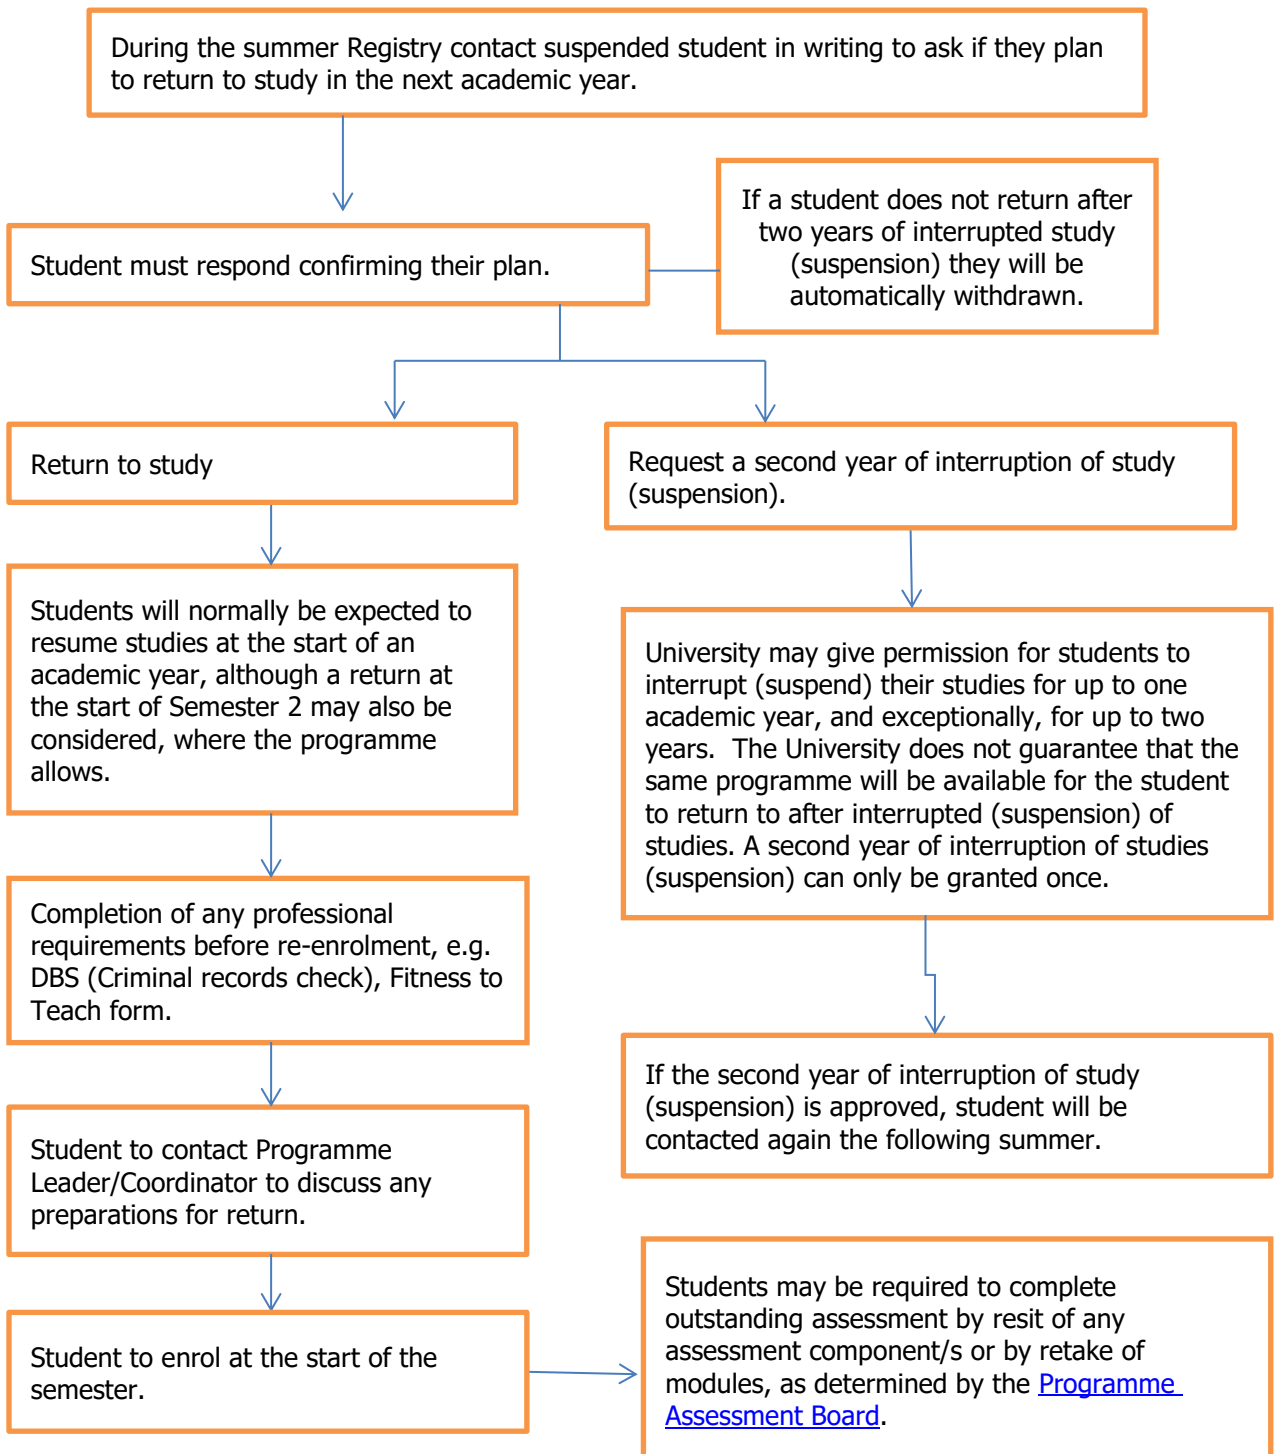 During the summer Registry contact suspended student in writing to ask if they plan
to return to study in the next academic year.
Student must respond confirming their plan.
If a student does not return after
two years of interrupted study
(suspension) they will be
automatically withdrawn.
Return to study
Students will normally be expected to
resume studies at the start of an
academic year, although a return at
the start of Semester 2 may also be
considered, where the programme
allows.
Completion of any professional
requirements before re-enrolment, e.g.
DBS (Criminal records check), Fitness to
Teach form.
Student to contact Programme
Leader/Coordinator to discuss any
preparations for return.
Student to enrol at the start of the
semester.
Request a second year of interruption of study
(suspension).
University may give permission for students to
interrupt (suspend) their studies for up to one
academic year, and exceptionally, for up to two
years.  The University does not guarantee that the
same programme will be available for the student
to return to after interrupted (suspension) of
studies. A second year of interruption of studies
(suspension) can only be granted once.
If the second year of interruption of study
(suspension) is approved, student will be
contacted again the following summer.
Students may be required to complete
outstanding assessment by resit of any
assessment component/s or by retake of
modules, as determined by the Programme
Assessment Board.